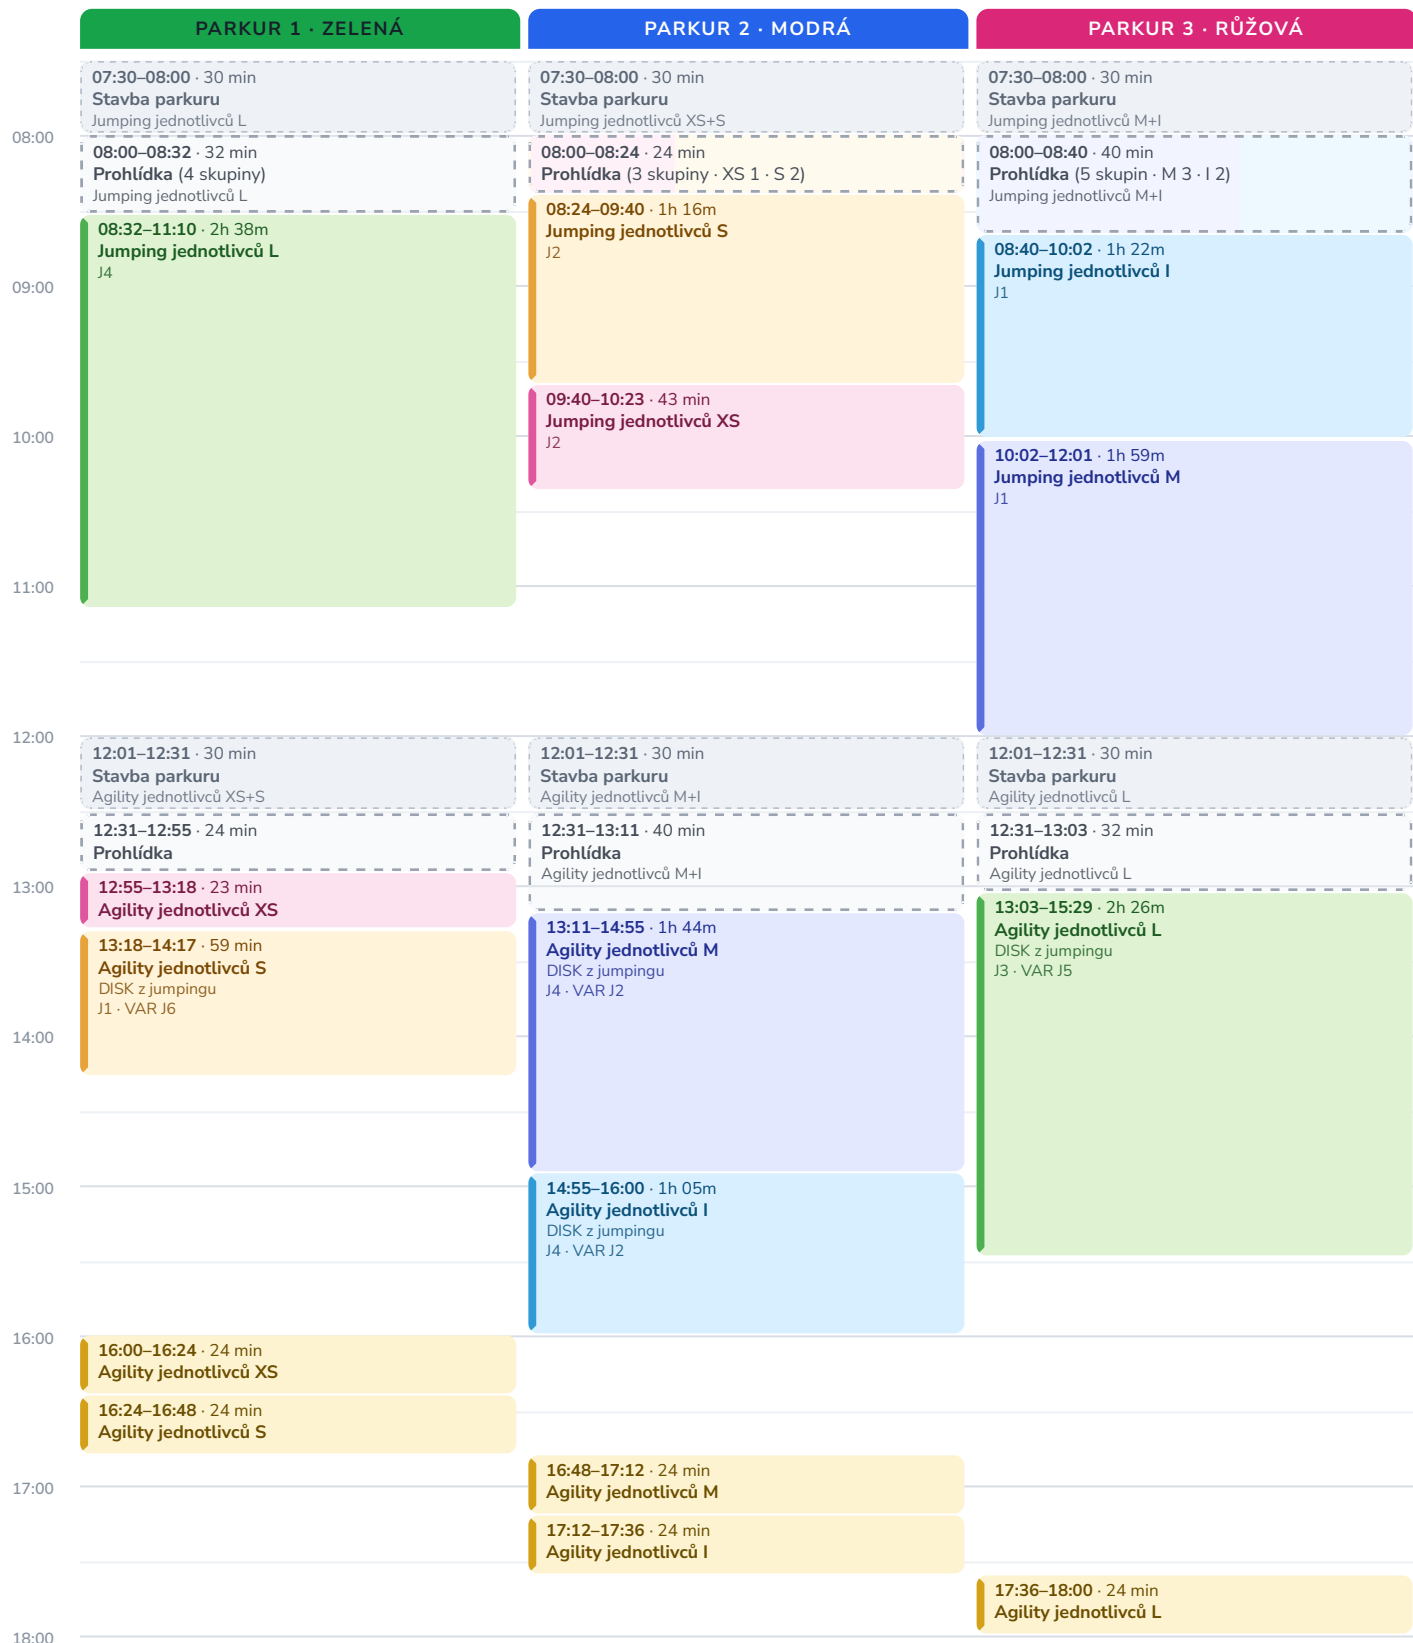 PARKUR 1 · ZELENÁ
07:30–08:00 · 30 min
Stavba parkuru
Jumping jednotlivců L
08:00–08:32 · 32 min
Prohlídka (4 skupiny)
Jumping jednotlivců L
08:32–11:10 · 2h 38m
Jumping jednotlivců L
J4
12:01–12:31 · 30 min
Stavba parkuru
Agility jednotlivců XS+S
12:31–12:55 · 24 min
Prohlídka
12:55–13:18 · 23 min
Agility jednotlivců XS
13:18–14:17 · 59 min
Agility jednotlivců S
DISK z jumpingu
J1 · VAR J6
16:00–16:24 · 24 min
Agility jednotlivců XS
16:24–16:48 · 24 min
Agility jednotlivců S
PARKUR 2 · MODRÁ
07:30–08:00 · 30 min
Stavba parkuru
Jumping jednotlivců XS+S
08:00–08:24 · 24 min
Prohlídka (3 skupiny · XS 1 · S 2)
08:24–09:40 · 1h 16m
Jumping jednotlivců S
J2
09:40–10:23 · 43 min
Jumping jednotlivců XS
J2
12:01–12:31 · 30 min
Stavba parkuru
Agility jednotlivců M+I
12:31–13:11 · 40 min
Prohlídka
Agility jednotlivců M+I
13:11–14:55 · 1h 44m
Agility jednotlivců M
DISK z jumpingu
J4 · VAR J2
14:55–16:00 · 1h 05m
Agility jednotlivců I
DISK z jumpingu
J4 · VAR J2
16:48–17:12 · 24 min
Agility jednotlivců M
17:12–17:36 · 24 min
Agility jednotlivců I
PARKUR 3 · RŮŽOVÁ
07:30–08:00 · 30 min
Stavba parkuru
Jumping jednotlivců M+I
08:00–08:40 · 40 min
Prohlídka (5 skupin · M 3 · I 2)
Jumping jednotlivců M+I
08:40–10:02 · 1h 22m
Jumping jednotlivců I
J1
10:02–12:01 · 1h 59m
Jumping jednotlivců M
J1
12:01–12:31 · 30 min
Stavba parkuru
Agility jednotlivců L
12:31–13:03 · 32 min
Prohlídka
Agility jednotlivců L
13:03–15:29 · 2h 26m
Agility jednotlivců L
DISK z jumpingu
J3 · VAR J5
17:36–18:00 · 24 min
Agility jednotlivců L
08:00
09:00
10:00
11:00
12:00
13:00
14:00
15:00
16:00
17:00
18:00